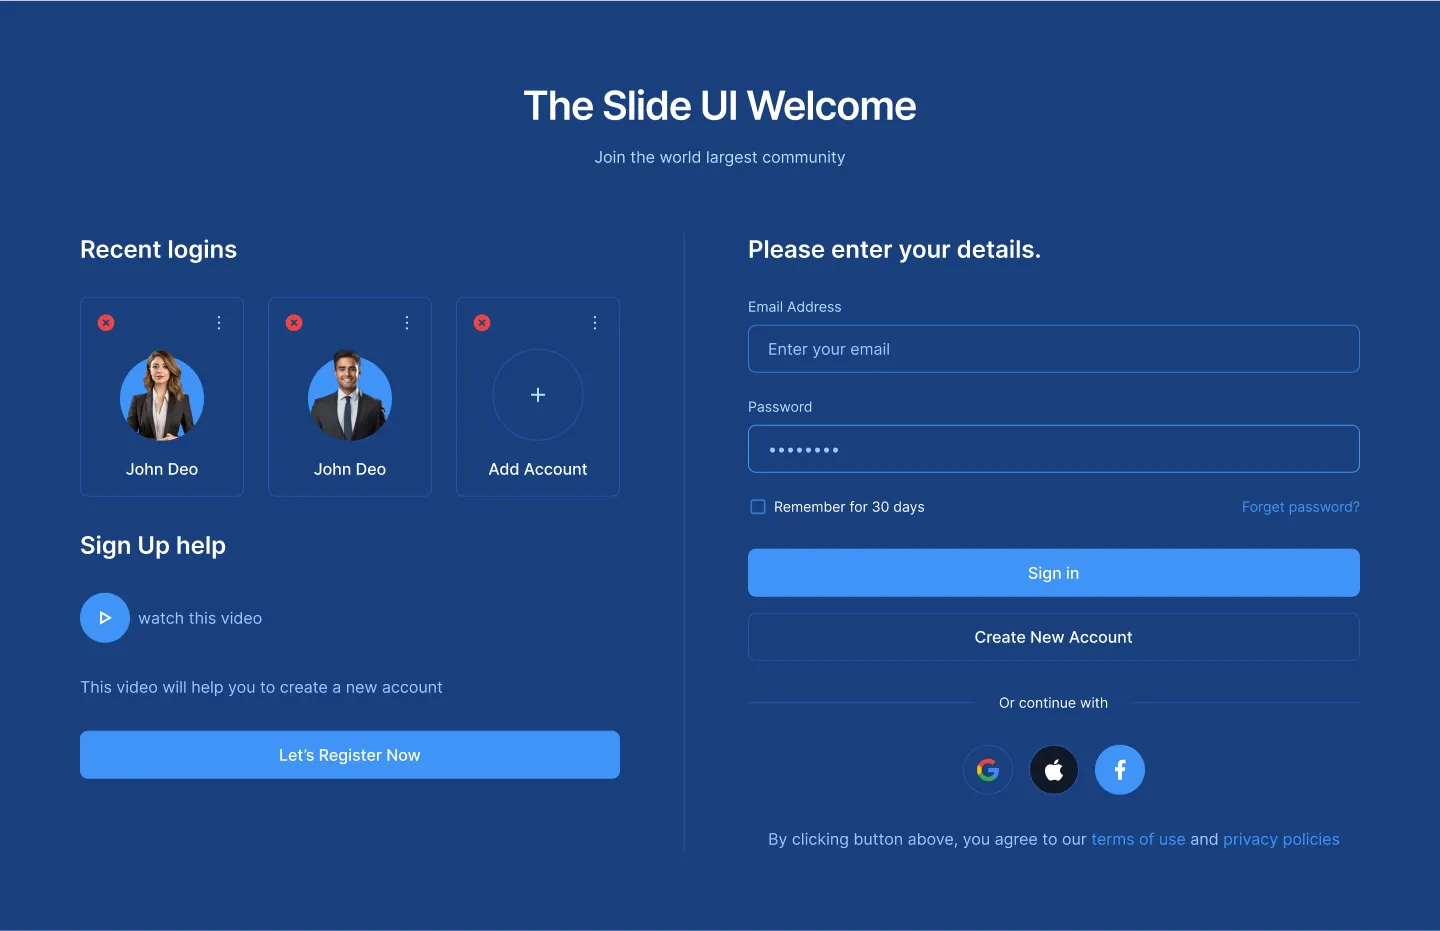 The Slide UI Welcome
Join the world largest community
Recent logins
John Deo
John Deo
Add Account
Sign Up help
watch this video
This video will help you to create a new account
Let’s Register Now
Please enter your details.
Email Address
Enter your email
Password
••••••••
Remember for 30 days
Forget password?
Sign in
Create New Account
Or continue with
By clicking button above, you agree to our terms of use and privacy policies